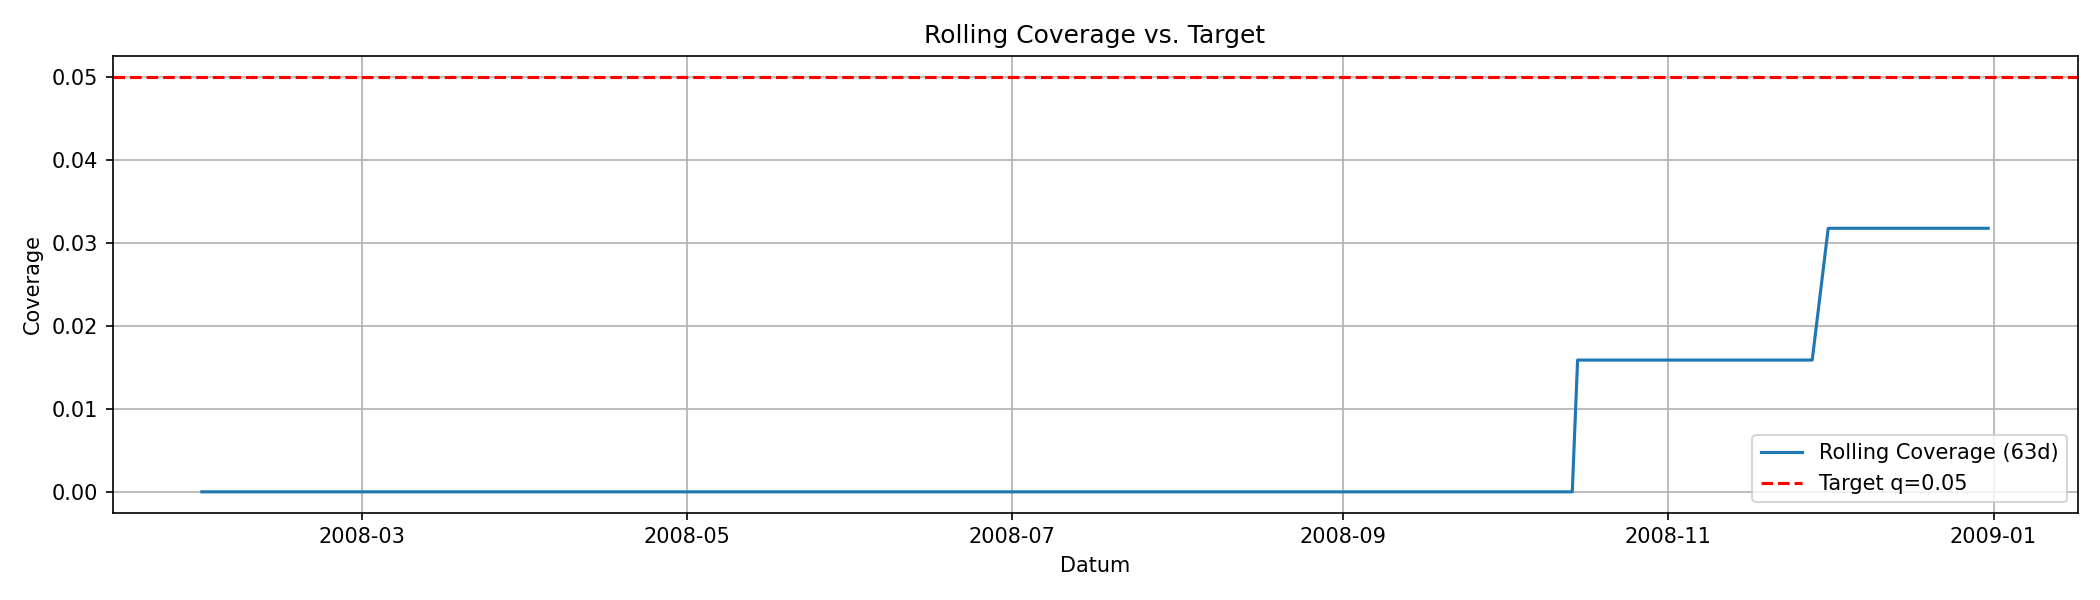 Rolling Coverage vs. Target
Coverage
0.05
0.04
0.03
0.02
0.01
0.00
2008-03 2008-05 2008-07 2008-09 2008-11 2009-01
Datum
Rolling Coverage (63d)
Target q=0.05